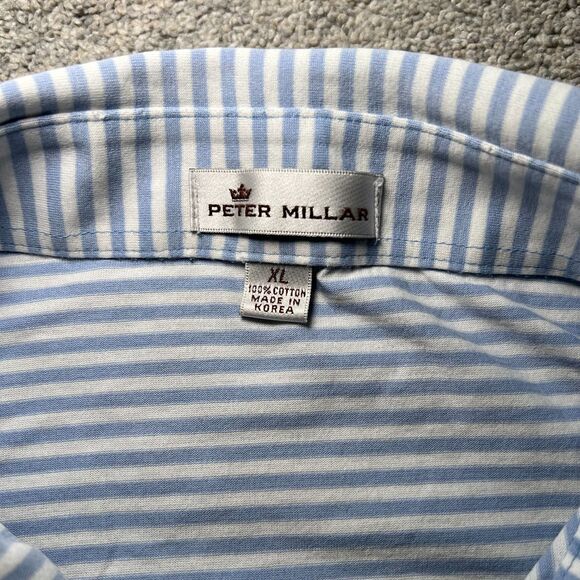 PETER MILLAR
XL
100% COTTON
MADE IN
KOREA